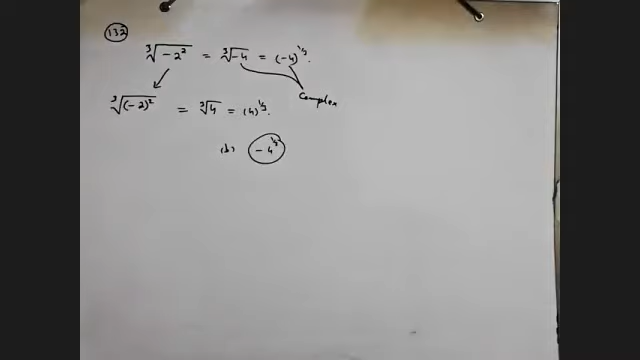 132
∛-2² = ∛-4 = (-4)^1/3.
Complex
∛(-2)² = ∛4 = (4)^1/3.
(b) -4^1/3